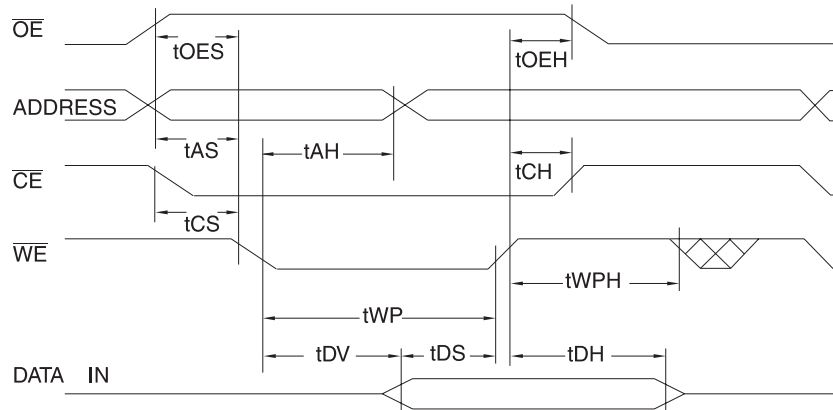 OE
tOES
tOEH
ADDRESS
tAS
tAH
CE
tCH
tCS
WE
tWPH
tWP
tDV
tDS
tDH
DATA IN